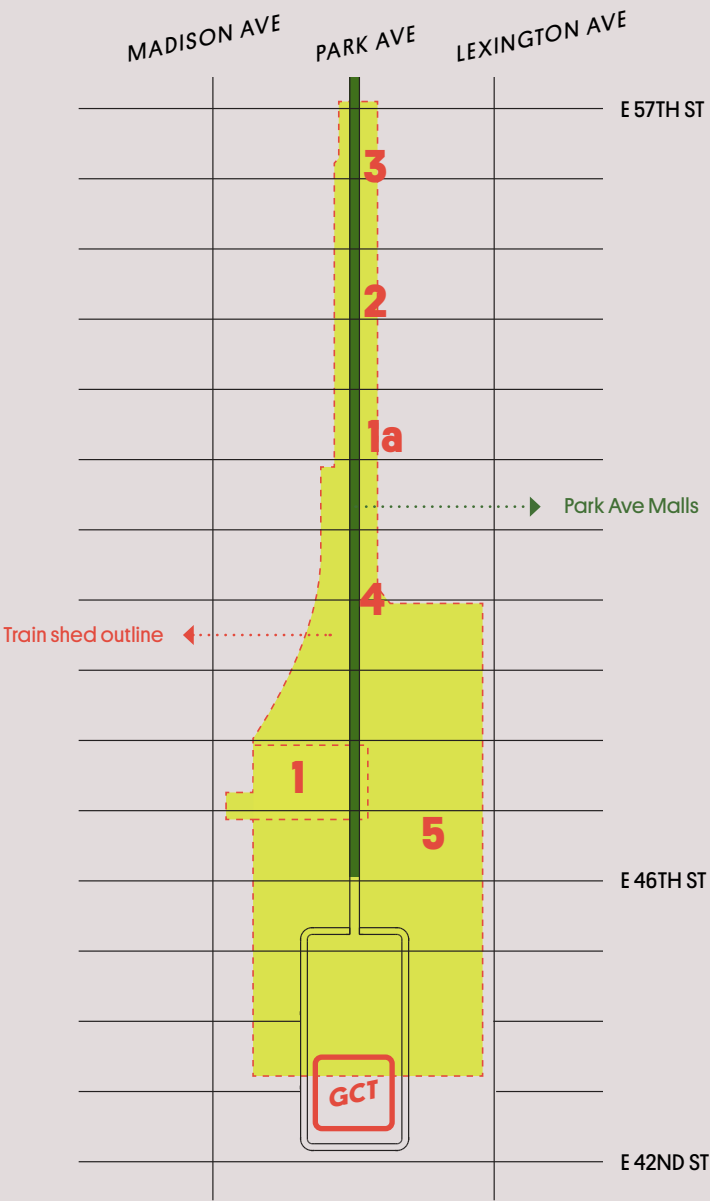 MADISON AVE
PARK AVE
LEXINGTON AVE
E 57TH ST
3
2
1a
Park Ave Malls
4
Train shed outline
1
5
E 46TH ST
GCT
E 42ND ST